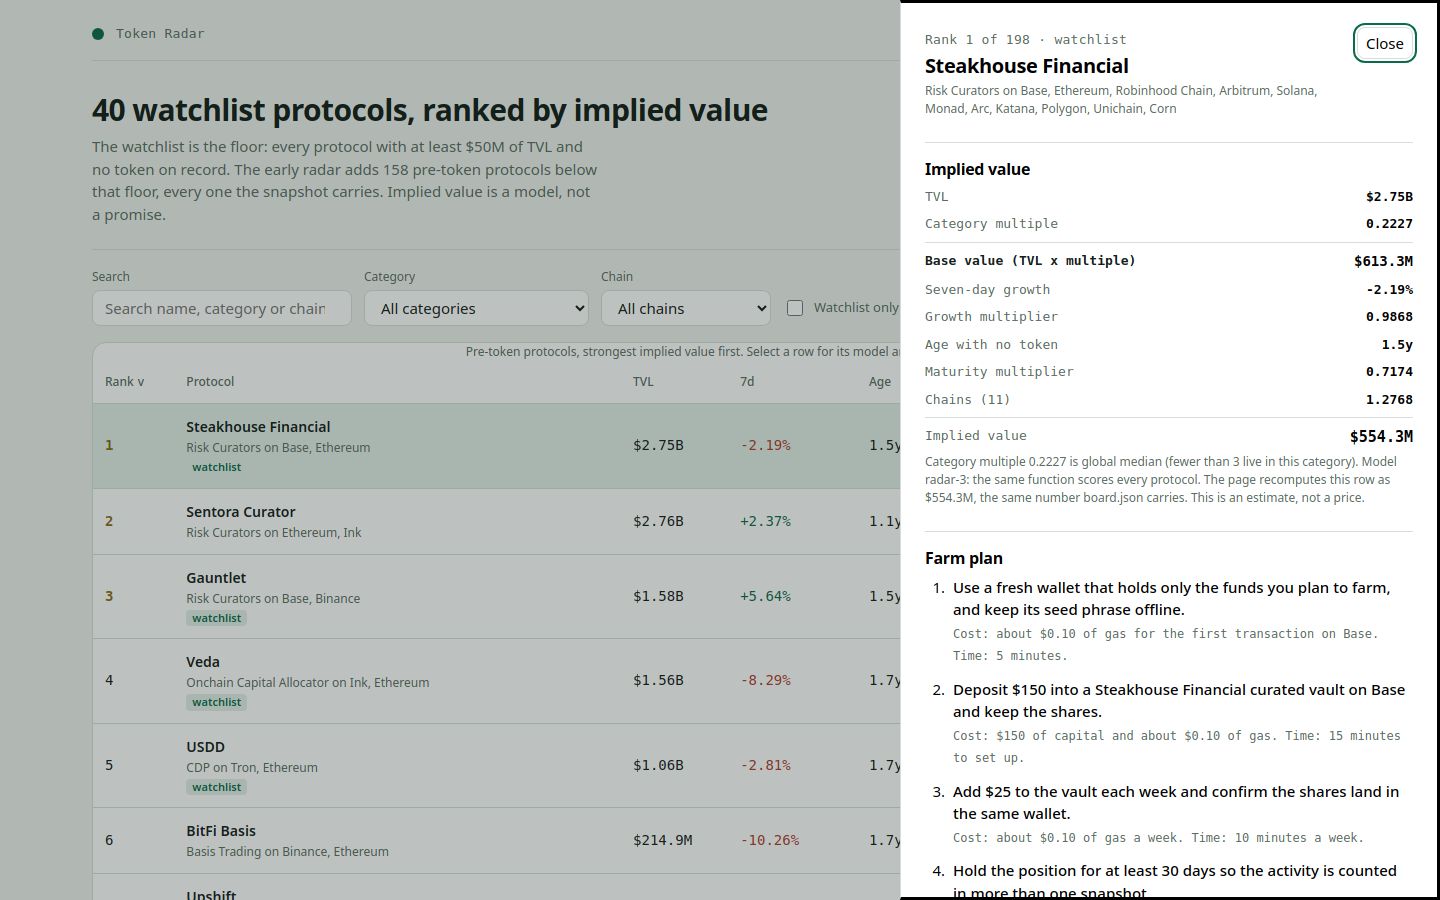 Token Radar
40 watchlist protocols, ranked by implied value
The watchlist is the floor: every protocol with at least $50M of TVL and
no token on record. The early radar adds 158 pre-token protocols below
that floor, every one the snapshot carries. Implied value is a model, not
a promise.
Search
Category
Chain
Search name, category or chain
All categories
All chains
Watchlist only
Pre-token protocols, strongest implied value first. Select a row for its model
Rank v
Protocol
TVL
7d
Age
1
Steakhouse Financial
Risk Curators on Base, Ethereum
watchlist
$2.75B
-2.19%
1.5y
2
Sentora Curator
Risk Curators on Ethereum, Ink
$2.76B
+2.37%
1.1y
3
Gauntlet
Risk Curators on Base, Binance
watchlist
$1.58B
+5.64%
1.5y
4
Veda
Onchain Capital Allocator on Ink, Ethereum
watchlist
$1.56B
-8.29%
1.7y
5
USDD
CDP on Tron, Ethereum
watchlist
$1.06B
-2.81%
1.7y
6
BitFi Basis
Basis Trading on Binance, Ethereum
$214.9M
-10.26%
1.7y
Upshift
Rank 1 of 198 · watchlist
Close
Steakhouse Financial
Risk Curators on Base, Ethereum, Robinhood Chain, Arbitrum, Solana,
Monad, Arc, Katana, Polygon, Unichain, Corn
Implied value
TVL
$2.75B
Category multiple
0.2227
Base value (TVL x multiple)
$613.3M
Seven-day growth
-2.19%
Growth multiplier
0.9868
Age with no token
1.5y
Maturity multiplier
0.7174
Chains (11)
1.2768
Implied value
$554.3M
Category multiple 0.2227 is global median (fewer than 3 live in this category). Model
radar-3: the same function scores every protocol. The page recomputes this row as
$554.3M, the same number board.json carries. This is an estimate, not a price.
Farm plan
1. Use a fresh wallet that holds only the funds you plan to farm,
and keep its seed phrase offline.
Cost: about $0.10 of gas for the first transaction on Base.
Time: 5 minutes.
2. Deposit $150 into a Steakhouse Financial curated vault on Base
and keep the shares.
Cost: $150 of capital and about $0.10 of gas. Time: 15 minutes
to set up.
3. Add $25 to the vault each week and confirm the shares land in
the same wallet.
Cost: about $0.10 of gas a week. Time: 10 minutes a week.
4. Hold the position for at least 30 days so the activity is counted
in more than one snapshot.